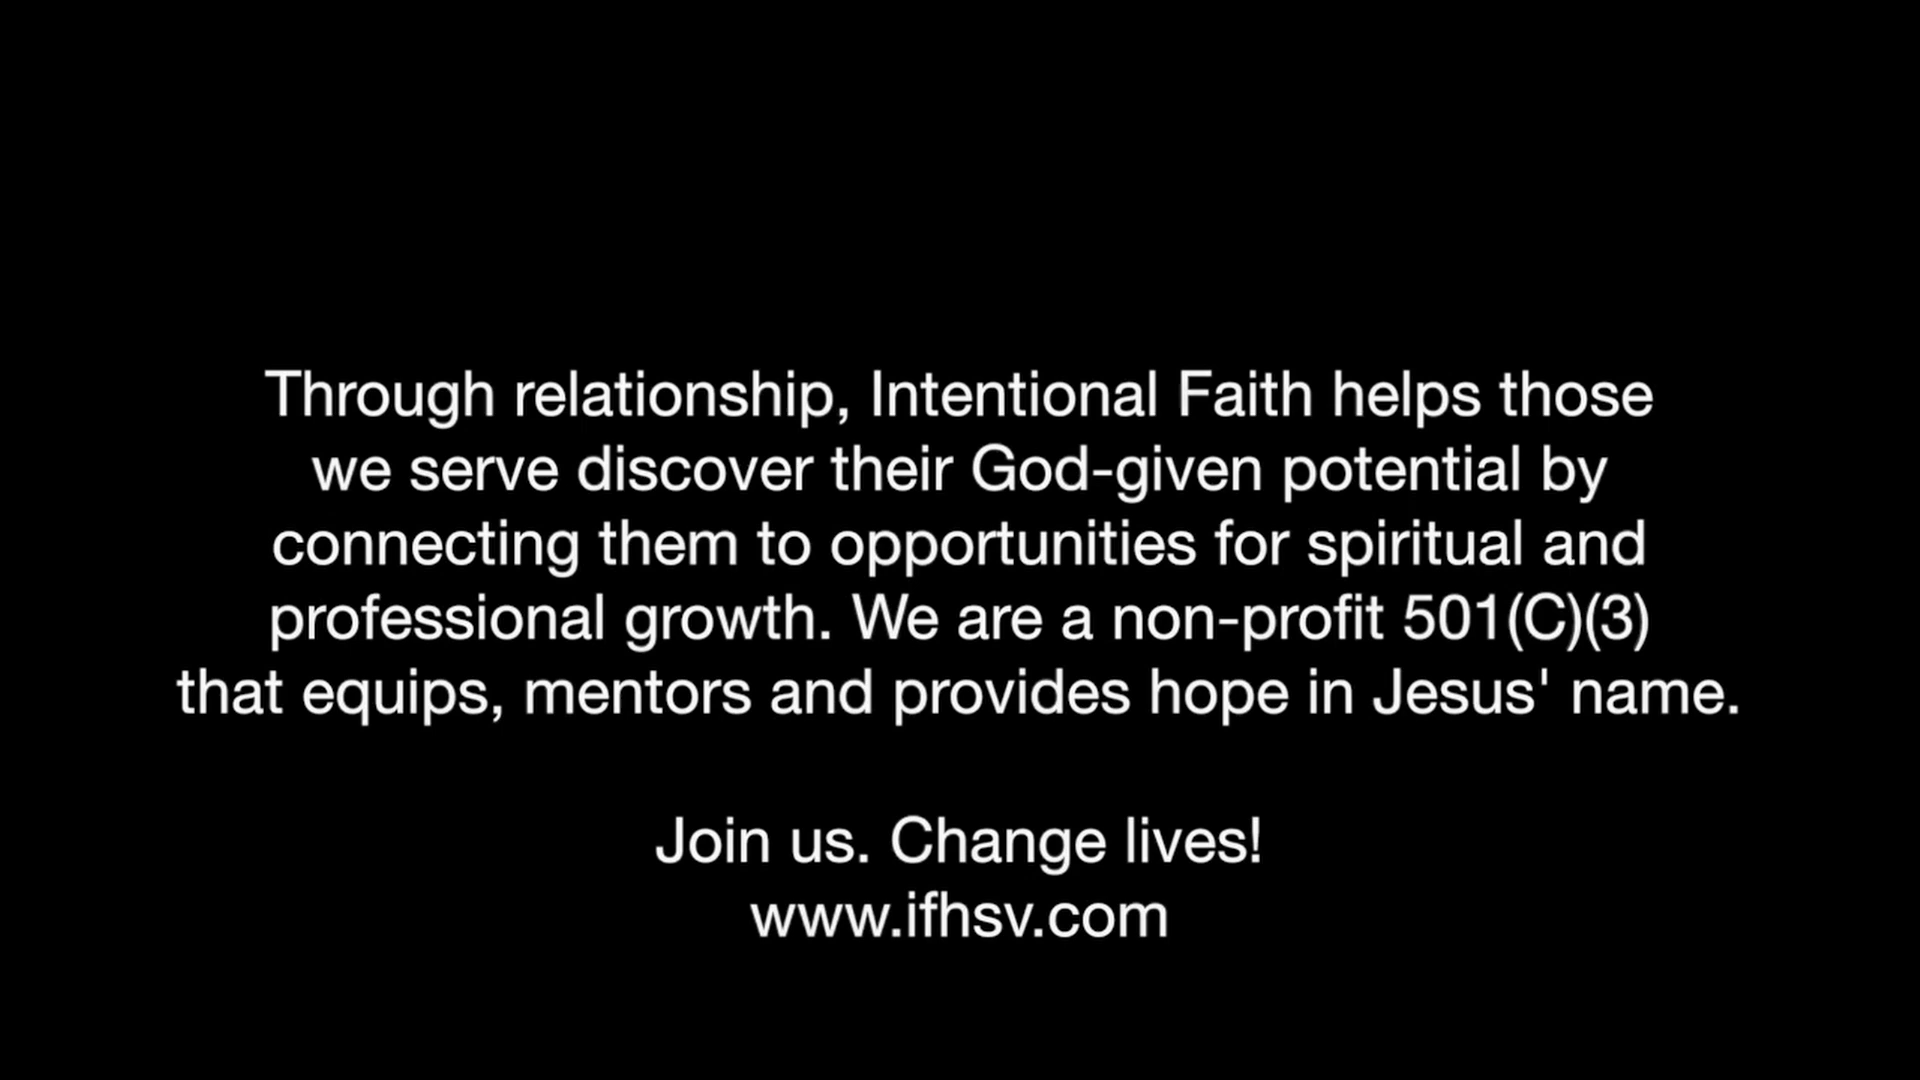 Through relationship, Intentional Faith helps those
we serve discover their God-given potential by
connecting them to opportunities for spiritual and
professional growth. We are a non-profit 501(C)(3)
that equips, mentors and provides hope in Jesus' name.
Join us. Change lives!
www.ifhsv.com